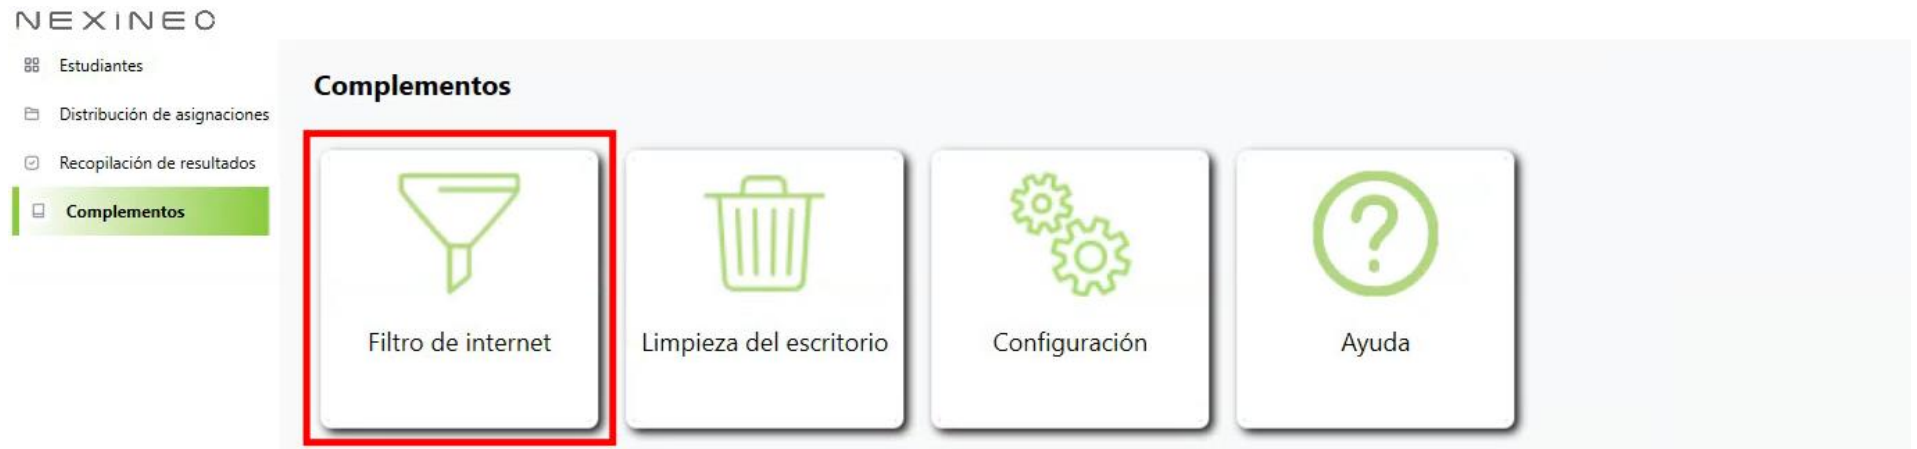 NEXINEO
Estudiantes
Distribución de asignaciones
Recopilación de resultados
Complementos
Complementos
Filtro de internet
Limpieza del escritorio
Configuración
Ayuda